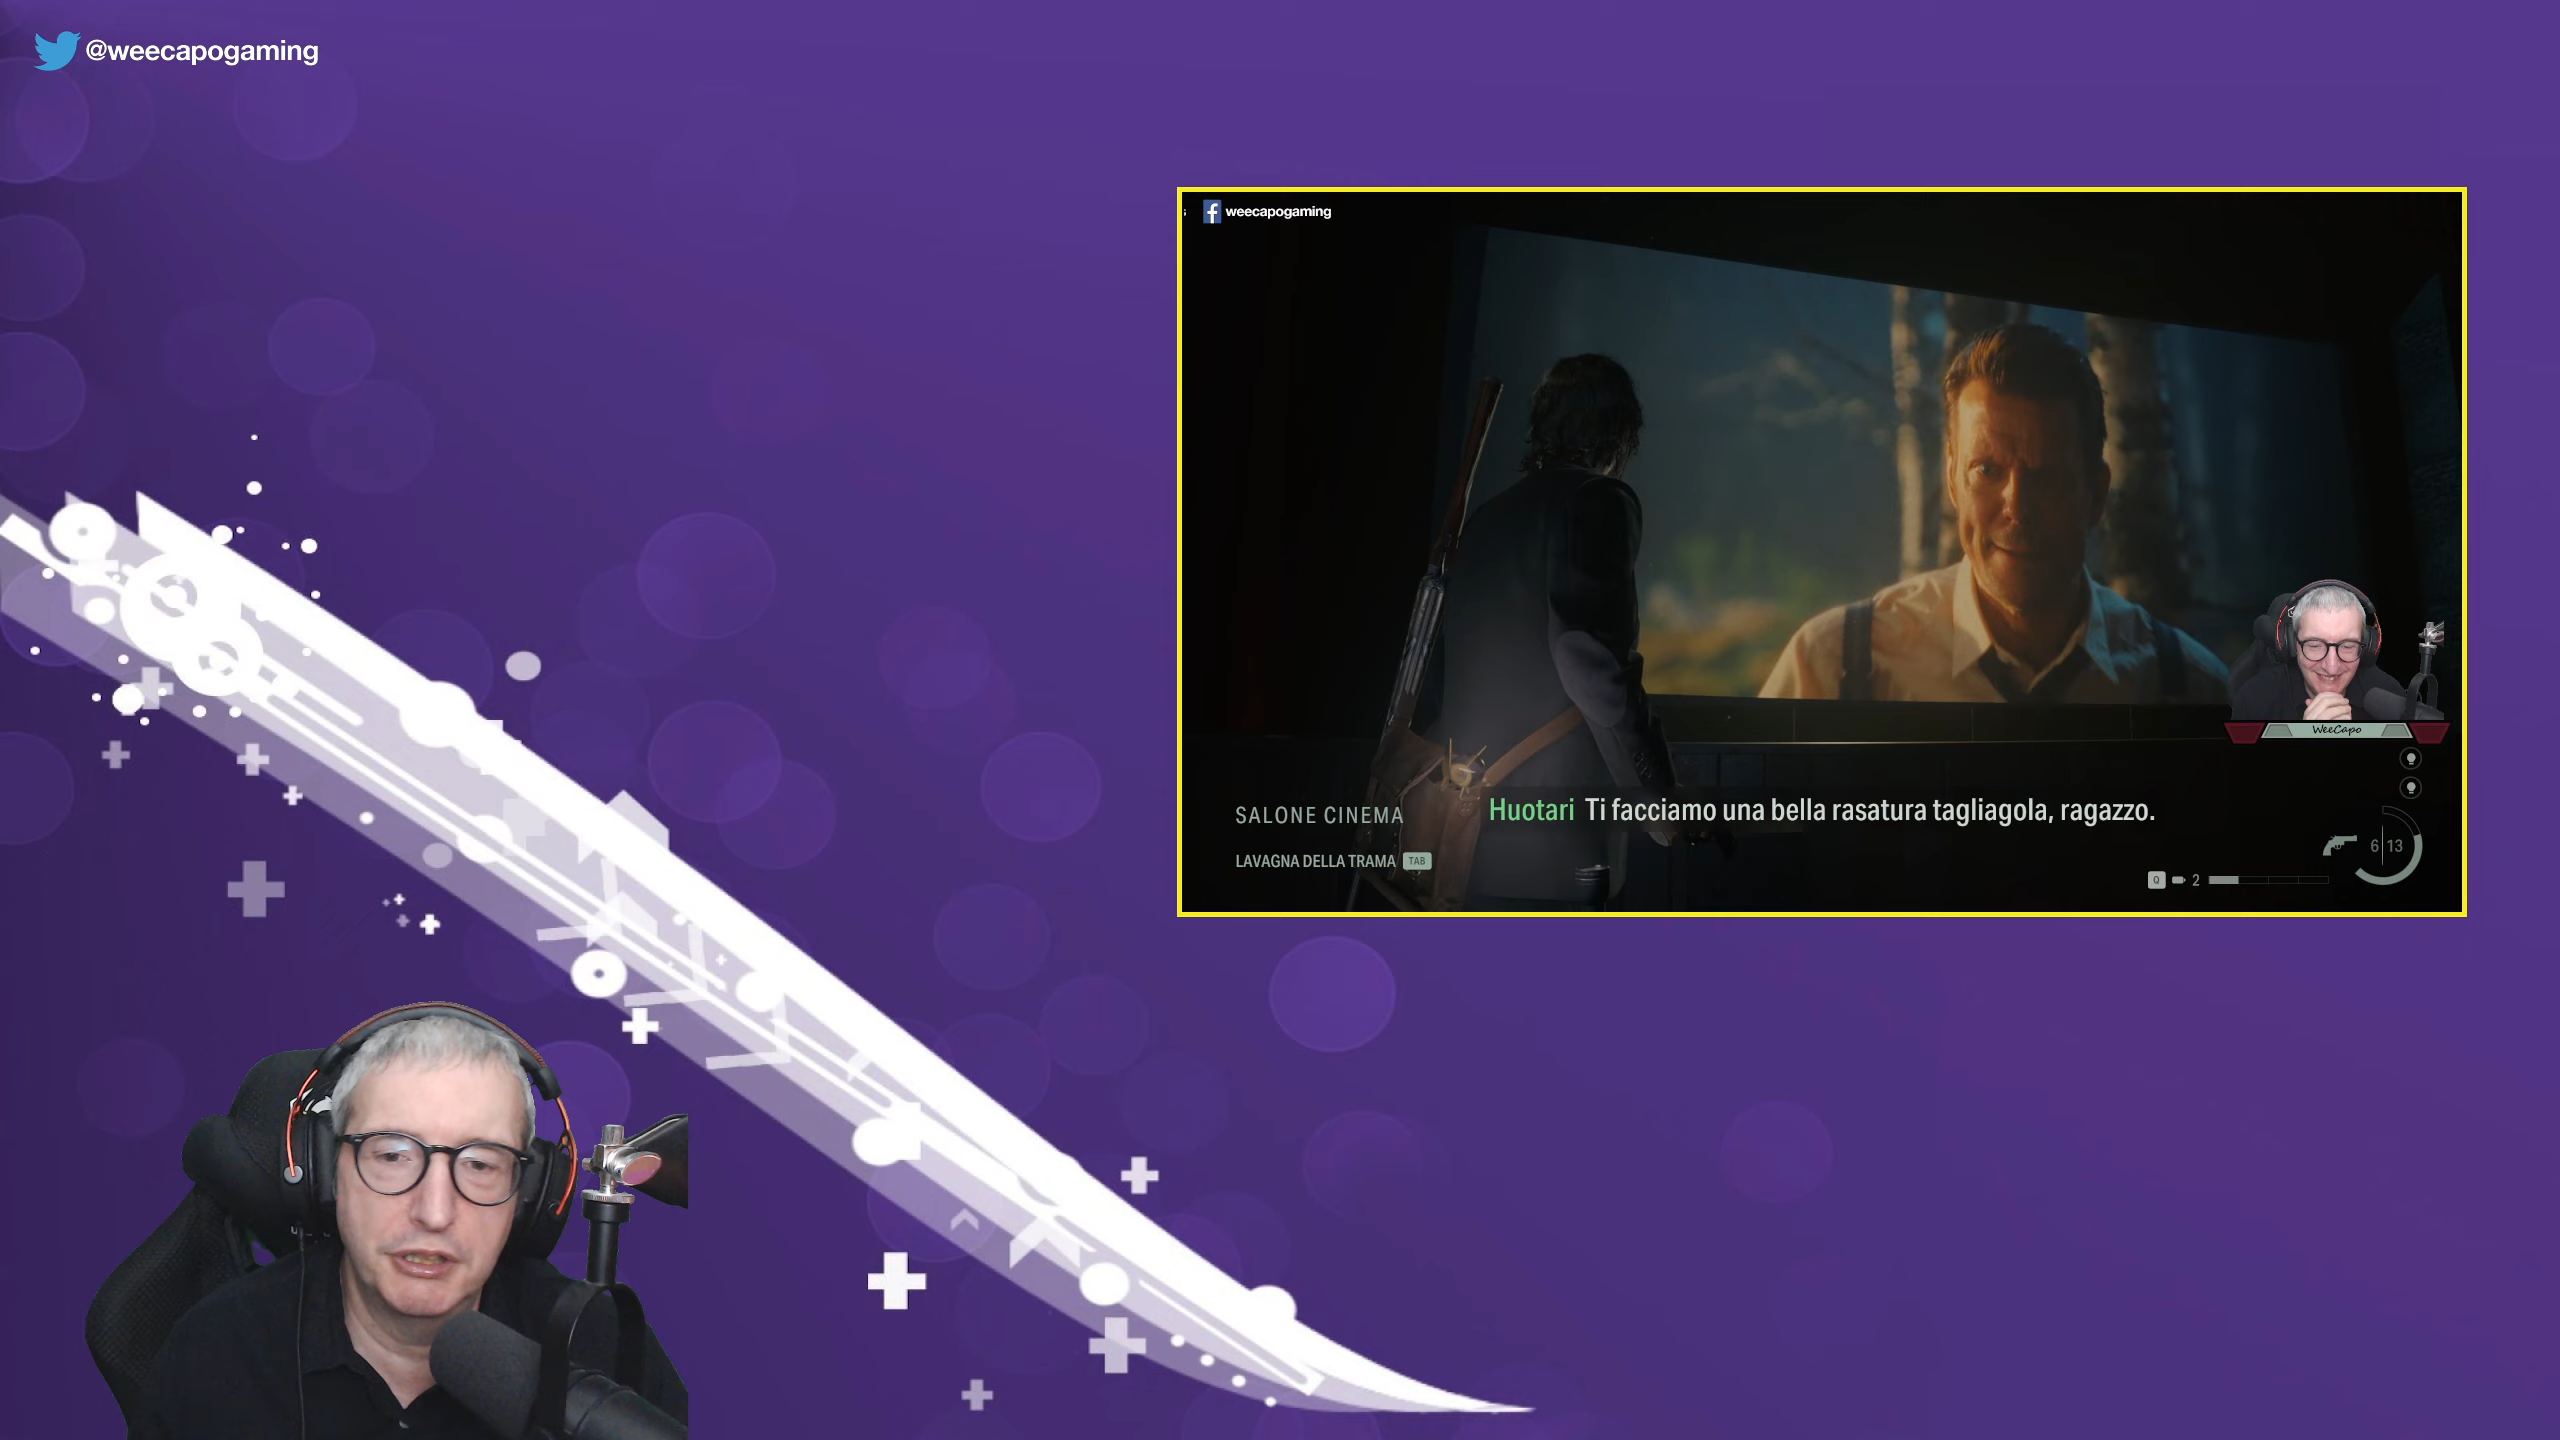 @weecapogaming
weecapogaming
WeeCapo
Huotari Ti facciamo una bella rasatura tagliagola, ragazzo.
SALONE CINEMA
LAVAGNA DELLA TRAMA TAB
6 13
Q 2